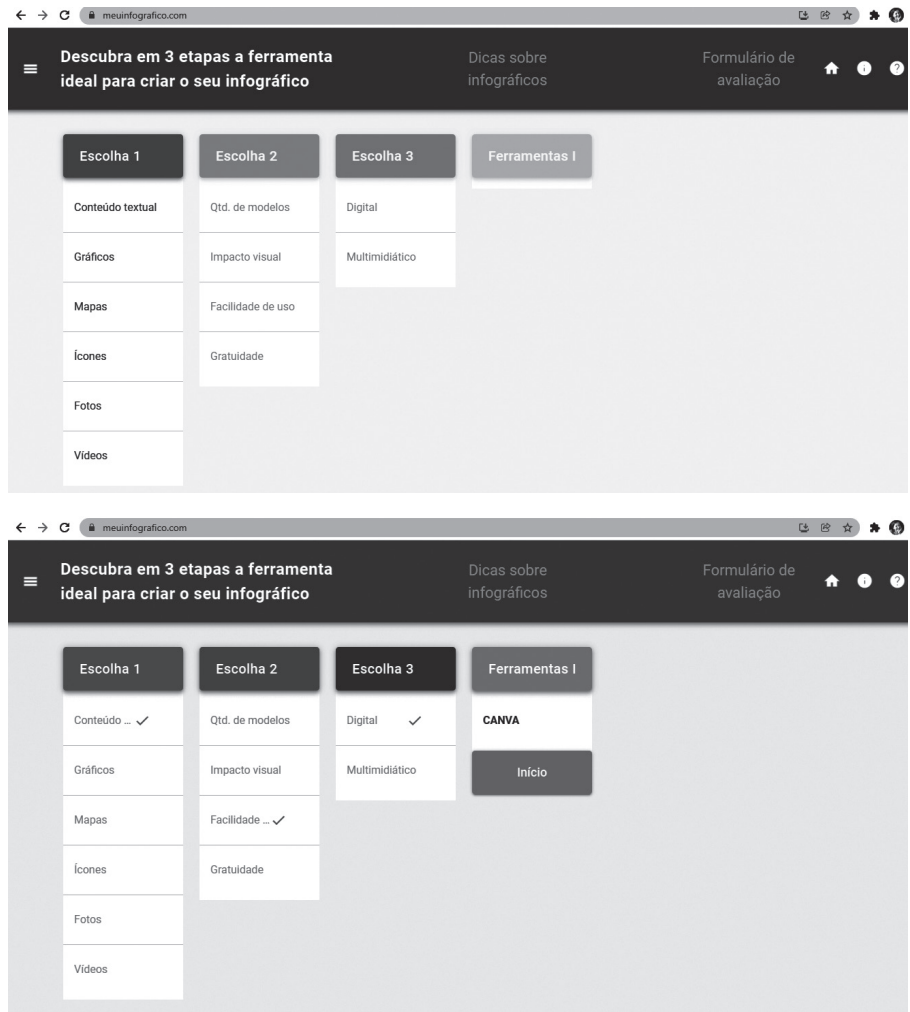 meuinfografico.com
Descubra em 3 etapas a ferramenta
ideal para criar o seu infográfico
Dicas sobre
infográficos
Formulário de
avaliação
Escolha 1
Escolha 2
Escolha 3
Ferramentas I
Conteúdo textual
Qtd. de modelos
Digital
Gráficos
Impacto visual
Multimidiático
Mapas
Facilidade de uso
Ícones
Gratuidade
Fotos
Vídeos
meuinfografico.com
Descubra em 3 etapas a ferramenta
ideal para criar o seu infográfico
Dicas sobre
infográficos
Formulário de
avaliação
Escolha 1
Escolha 2
Escolha 3
Ferramentas I
Conteúdo ...
Qtd. de modelos
Digital
CANVA
Gráficos
Impacto visual
Multimidiático
Início
Mapas
Facilidade ...
Ícones
Gratuidade
Fotos
Vídeos